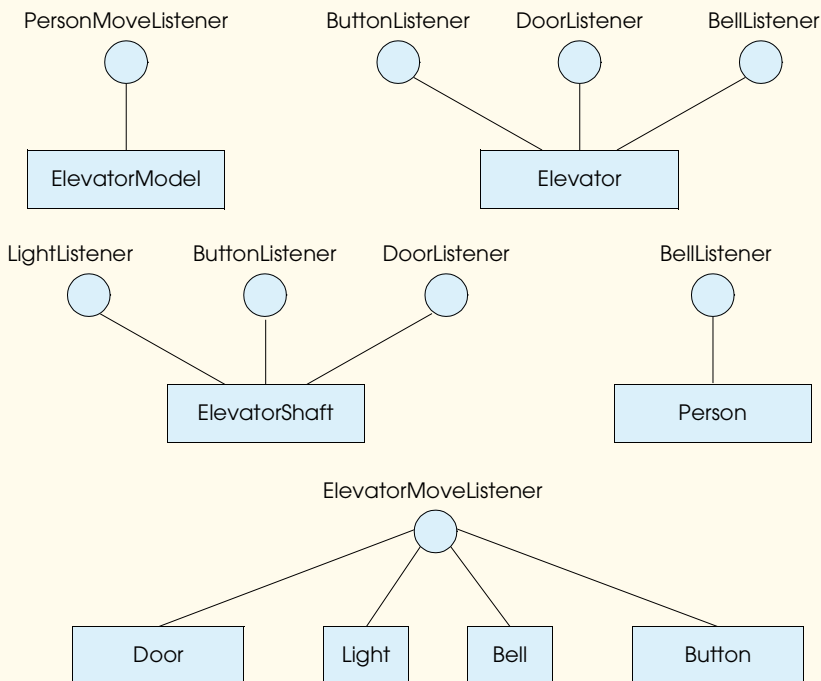 PersonMoveListener
ButtonListener
DoorListener
BellListener
ElevatorModel
Elevator
LightListener
ButtonListener
DoorListener
BellListener
ElevatorShaft
Person
ElevatorMoveListener
Door
Light
Bell
Button